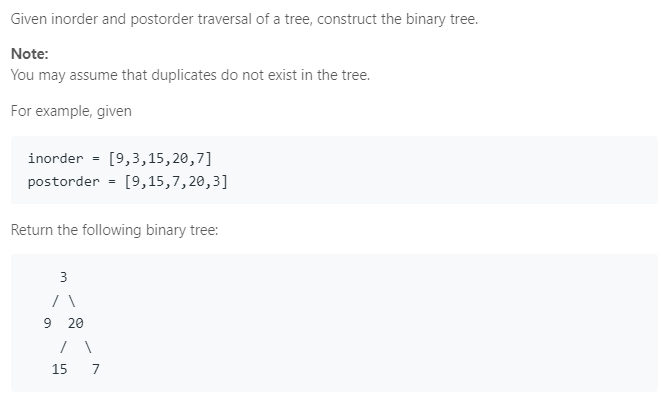 Given inorder and postorder traversal of a tree, construct the binary tree.
Note:
You may assume that duplicates do not exist in the tree.
For example, given
inorder = [9,3,15,20,7]
postorder = [9,15,7,20,3]
Return the following binary tree:
    3
   / \
  9  20
    /  \
   15   7